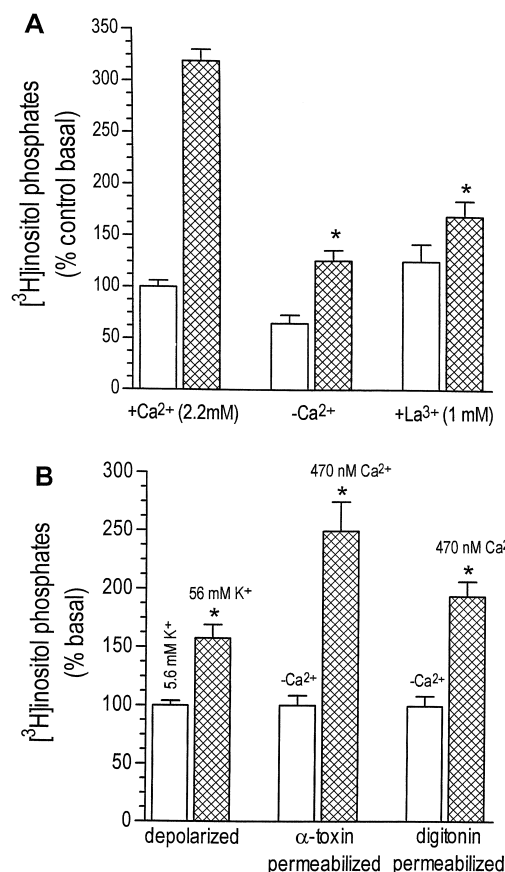 A
[³H]inositol phosphates
(% control basal)
350
300
250
200
150
100
50
0
*
*
+Ca²⁺ (2.2mM)
-Ca²⁺
+La³⁺ (1 mM)
B
[³H]inositol phosphates
(% basal)
300
250
200
150
100
50
0
5.6 mM K⁺
56 mM K⁺
*
-Ca²⁺
470 nM Ca²⁺
*
-Ca²⁺
470 nM Ca²
*
depolarized
α-toxin
permeabilized
digitonin
permeabilized